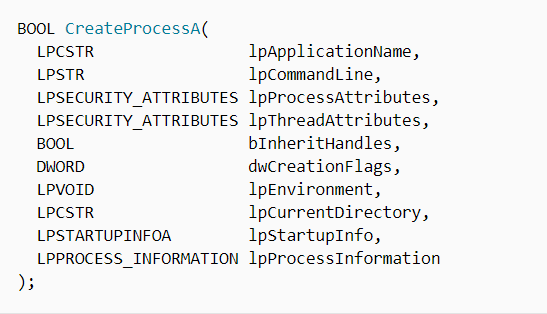 BOOL CreateProcessA(
  LPCSTR                lpApplicationName,
  LPSTR                 lpCommandLine,
  LPSECURITY_ATTRIBUTES lpProcessAttributes,
  LPSECURITY_ATTRIBUTES lpThreadAttributes,
  BOOL                  bInheritHandles,
  DWORD                 dwCreationFlags,
  LPVOID                lpEnvironment,
  LPCSTR                lpCurrentDirectory,
  LPSTARTUPINFOA        lpStartupInfo,
  LPPROCESS_INFORMATION lpProcessInformation
);